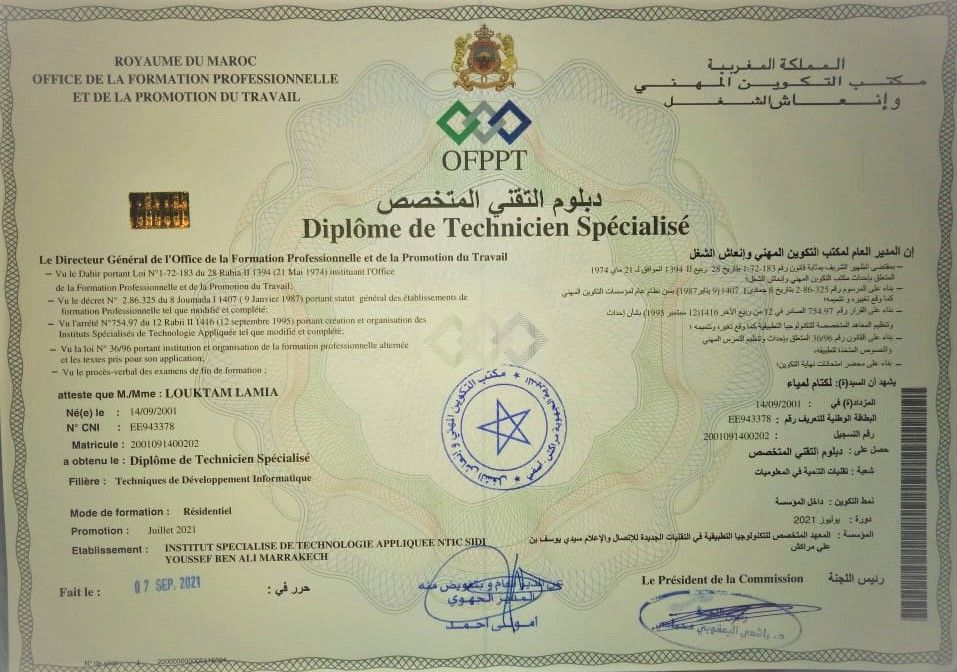 ROYAUME DU MAROC
OFFICE DE LA FORMATION PROFESSIONNELLE
ET DE LA PROMOTION DU TRAVAIL
المملكة المغربية
مكتب التكوين المهني
وإنعاش الشغل
OFPPT
دبلوم التقني المتخصص
Diplôme de Technicien Spécialisé
Le Directeur Général de l'Office de la Formation Professionnelle et de la Promotion du Travail
– Vu le Dahir portant Loi N°1-72-183 du 28 Rabia II 1394 (21 Mai 1974) instituant l'Office
de la Formation Professionnelle et de la Promotion du Travail;
– Vu le décret N° 2.86.325 du 8 Joumada I 1407 ( 9 Janvier 1987) portant statut général des établissements de
formation Professionnelle tel que modifié et complété;
– Vu l'arrêté N°754.97 du 12 Rabii II 1416 (12 septembre 1995) portant création et organisation des
Instituts Spécialisés de Technologie Appliquée tel que modifié et complété;
– Vu la loi N° 36/96 portant institution et organisation de la formation professionnelle alternée
et les textes pris pour son application;
– Vu le procès-verbal des examens de fin de formation ;
إن المدير العام لمكتب التكوين المهني وإنعاش الشغل
– بمقتضى الظهير الشريف بمثابة قانون رقم 1-72-183 بتاريخ 28 ربيع II 1394 الموافق لـ 21 ماي 1974
المتعلق بإحداث مكتب التكوين المهني وإنعاش الشغل؛
– بناء على المرسوم رقم 2-86-325 بتاريخ 8 جمادى I 1407 (9 يناير 1987) بسن نظام عام لمؤسسات التكوين المهني
كما وقع تغييره و تتميمه؛
– بناء على القرار رقم 754.97 الصادر في 12 من ربيع الآخر 1416 (12 سبتمبر 1995) بشأن إحداث
وتنظيم المعاهد المتخصصة للتكنولوجيا التطبيقية كما وقع تغييره وتتميمه ؛
– بناء على القانون رقم 36/96 المتعلق بإحداث وتنظيم التمرس المهني
والنصوص المتخذة لتطبيقه،
– بناء على محضر امتحانات نهاية التكوين؛
atteste que M./Mme : LOUKTAM LAMIA
Né(e) le : 14/09/2001
N° CNI : EE943378
Matricule : 2001091400202
a obtenu le : Diplôme de Technicien Spécialisé
Filière : Techniques de Développement Informatique
Mode de formation : Résidentiel
Promotion : Juillet 2021
Etablissement : INSTITUT SPECIALISE DE TECHNOLOGIE APPLIQUEE NTIC SIDI
YOUSSEF BEN ALI MARRAKECH
يشهد أن السيد(ة): لكتام لمياء
المزداد(ة) في : 14/09/2001
البطاقة الوطنية للتعريف رقم : EE943378
رقم التسجيل : 2001091400202
حصل على : دبلوم التقني المتخصص
شعبة : تقنيات التنمية في المعلوميات
نمط التكوين : داخل المؤسسة
دورة : يوليوز 2021
المؤسسة : المعهد المتخصص للتكنولوجيا التطبيقية في التقنيات الجديدة للإتصال والإعلام سيدي يوسف بن
علي مراكش
Fait le : 07 SEP. 2021 حرر في :
عن المدير العام و بتفويض منه
المدير الجهوي
Le Président de la Commission رئيس اللجنة